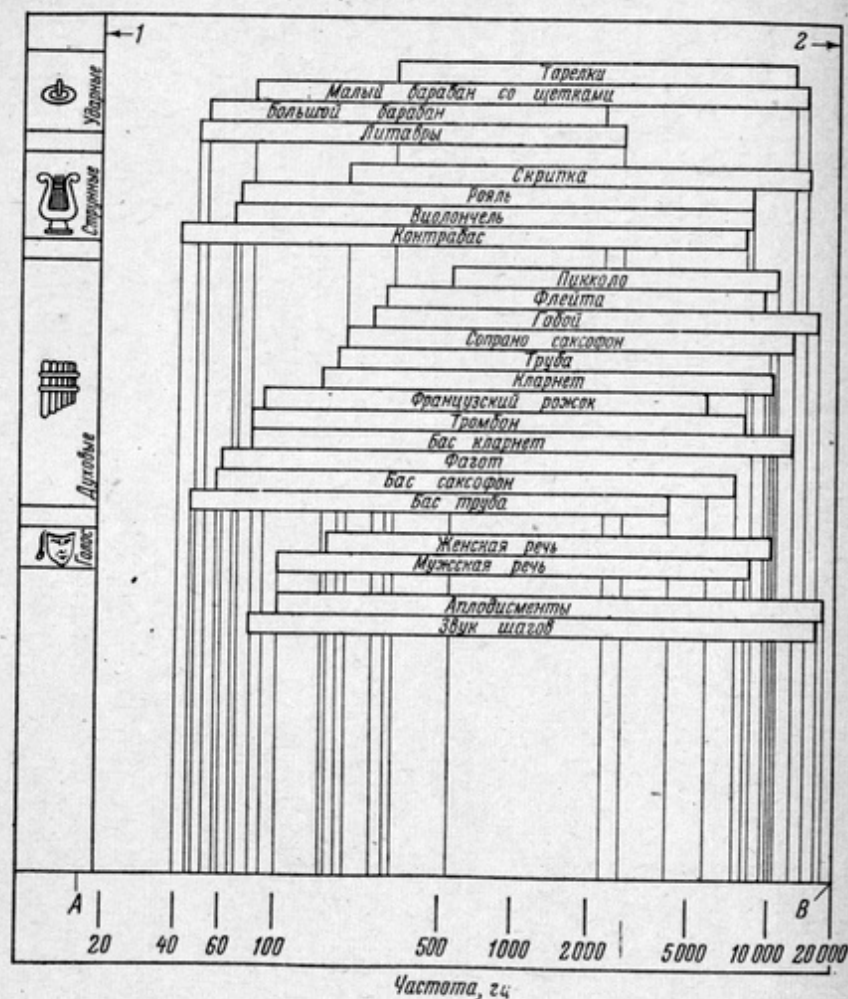 1
2
Ударные
Тарелки
Малый барабан со щетками
Большой барабан
Литавры
Струнные
Скрипка
Рояль
Виолончель
Контрабас
Духовые
Пикколо
Флейта
Гобой
Сопрано саксофон
Труба
Кларнет
Французский рожок
Тромбон
Бас кларнет
Фагот
Бас саксофон
Бас труба
Голос
Женская речь
Мужская речь
Аплодисменты
Звук шагов
A B
20 40 60 100 500 1000 2000 5000 10 000 20 000
Частота, гц